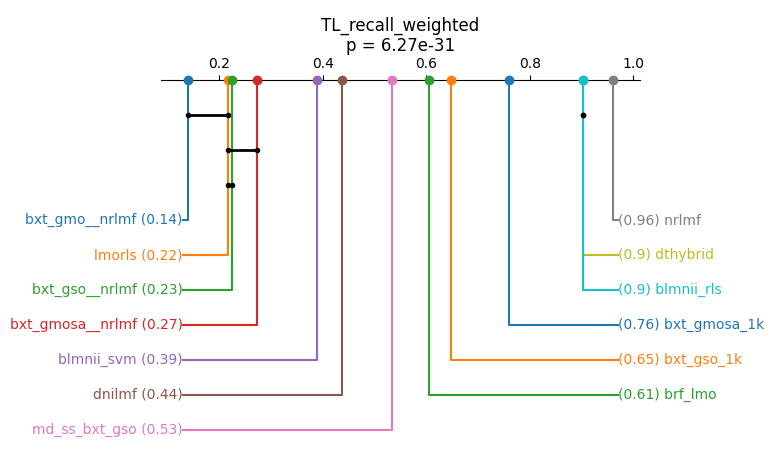 TL_recall_weighted
p = 6.27e-31
0.2 0.4 0.6 0.8 1.0
bxt_gmo__nrlmf (0.14)
(0.96) nrlmf
lmorls (0.22)
(0.9) dthybrid
bxt_gso__nrlmf (0.23)
(0.9) blmnii_rls
bxt_gmosa__nrlmf (0.27)
(0.76) bxt_gmosa_1k
blmnii_svm (0.39)
(0.65) bxt_gso_1k
dnilmf (0.44)
(0.61) brf_lmo
md_ss_bxt_gso (0.53)